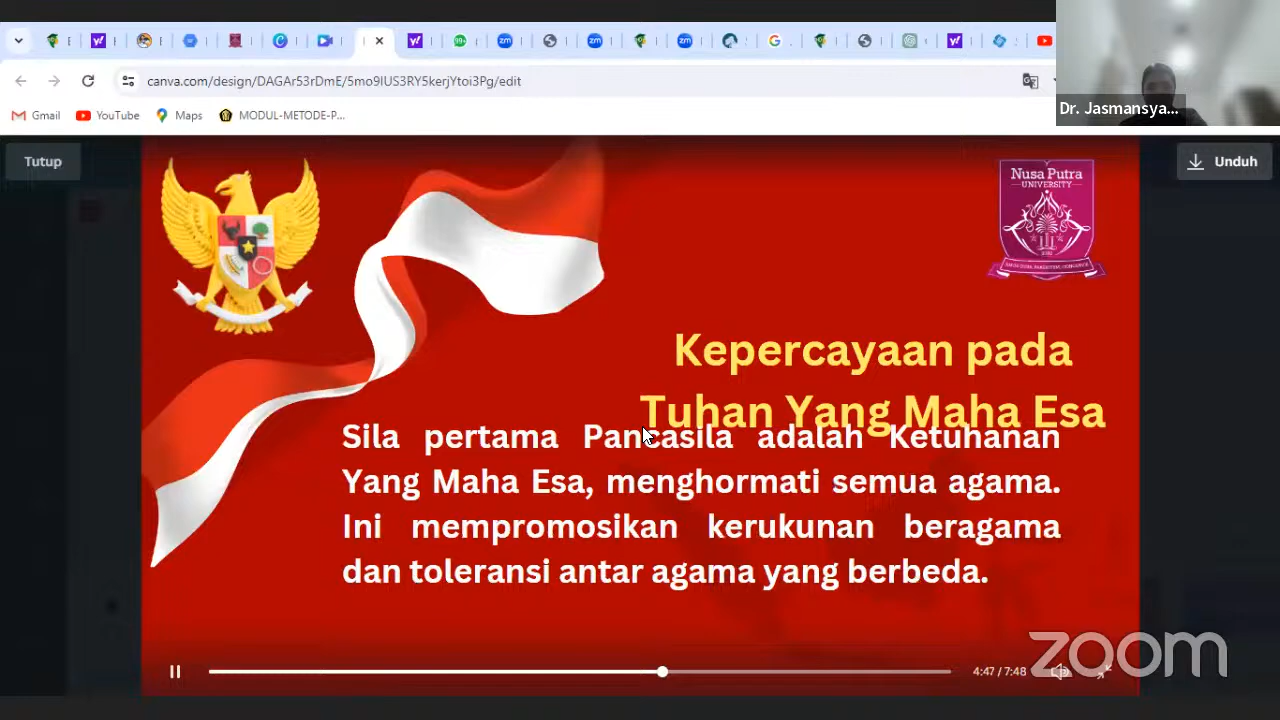 canva.com/design/DAGAr53rDmE/5mo9IUS3RY5kerjYtoi3Pg/edit
Gmail YouTube Maps MODUL-METODE-P...
Dr. Jasmansya...
Tutup
Unduh
Nusa Putra
UNIVERSITY
Kepercayaan pada
Tuhan Yang Maha Esa
Sila pertama Pancasila adalah Ketuhanan
Yang Maha Esa, menghormati semua agama.
Ini mempromosikan kerukunan beragama
dan toleransi antar agama yang berbeda.
4:47 / 7:48
zoom